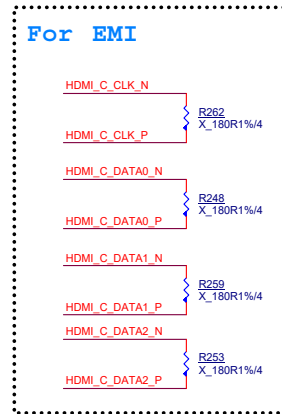 For EMI
HDMI_C_CLK_N
R262
X_180R1%/4
HDMI_C_CLK_P
HDMI_C_DATA0_N
R248
X_180R1%/4
HDMI_C_DATA0_P
HDMI_C_DATA1_N
R259
X_180R1%/4
HDMI_C_DATA1_P
HDMI_C_DATA2_N
R253
X_180R1%/4
HDMI_C_DATA2_P